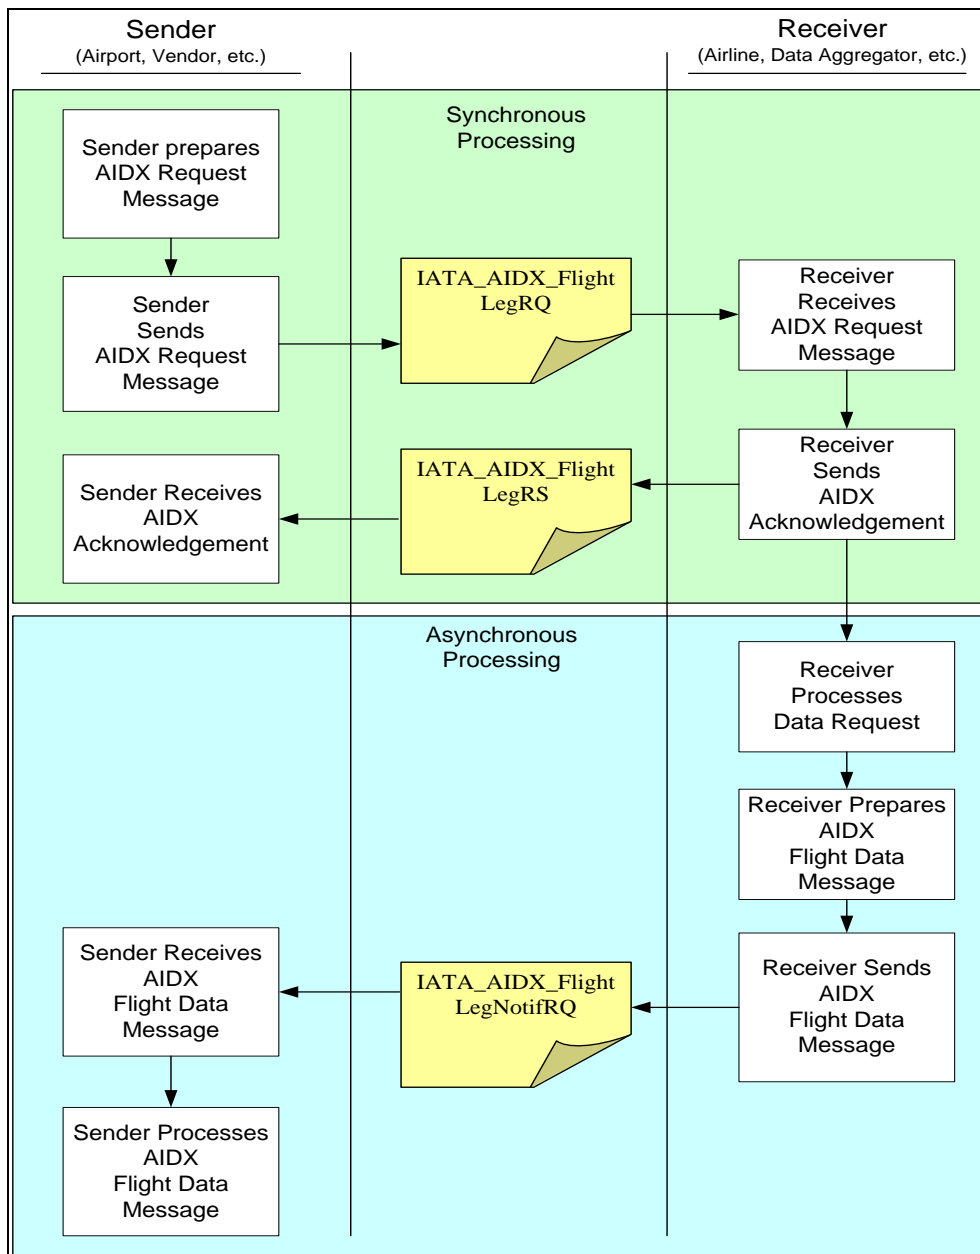 Sender
(Airport, Vendor, etc.)
Receiver
(Airline, Data Aggregator, etc.)
Synchronous
Processing
Sender prepares
AIDX Request
Message
Sender
Sends
AIDX Request
Message
IATA_AIDX_Flight
LegRQ
Receiver
Receives
AIDX Request
Message
Receiver
Sends
AIDX
Acknowledgement
IATA_AIDX_Flight
LegRS
Sender Receives
AIDX
Acknowledgement
Asynchronous
Processing
Receiver
Processes
Data Request
Receiver Prepares
AIDX
Flight Data
Message
Receiver Sends
AIDX
Flight Data
Message
IATA_AIDX_Flight
LegNotifRQ
Sender Receives
AIDX
Flight Data
Message
Sender Processes
AIDX
Flight Data
Message